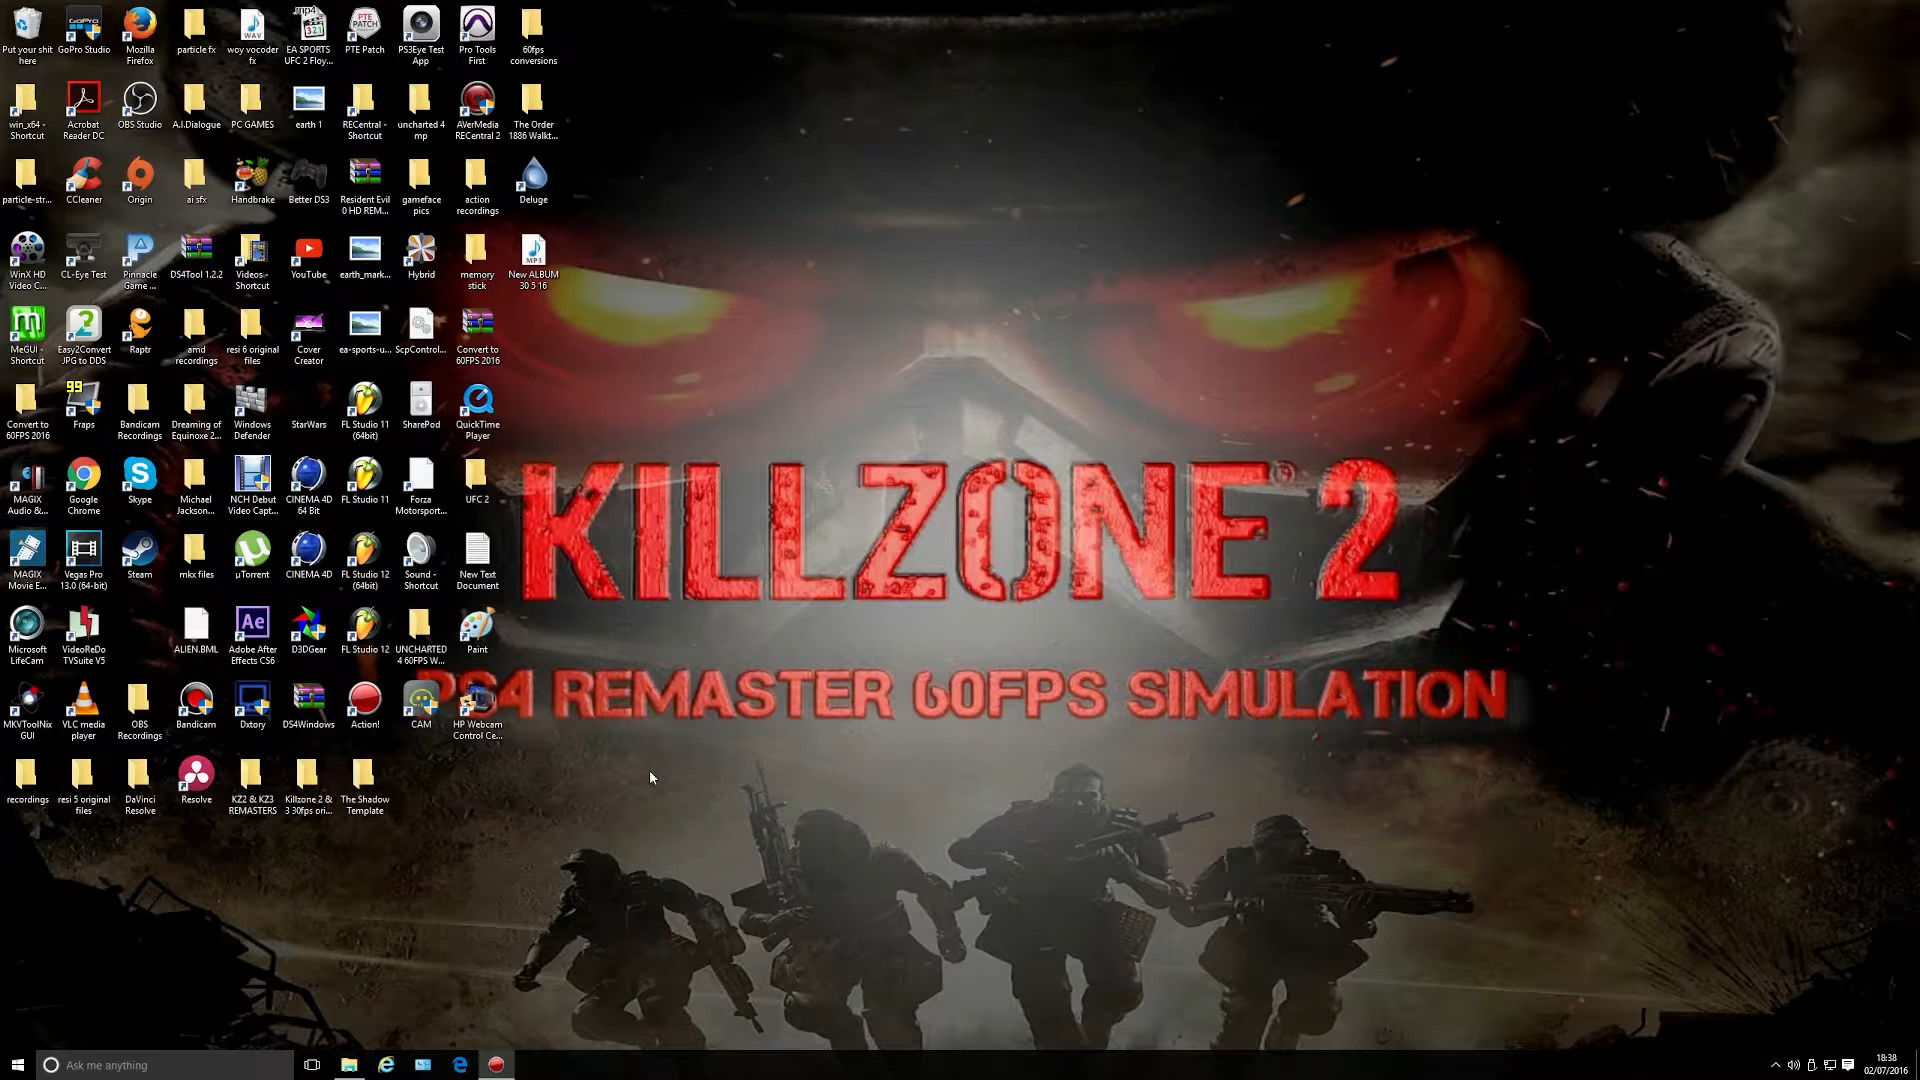 Put your shit here
GoPro Studio
Mozilla Firefox
particle fx
WAV
woy vocoder fx
mp4
321
EA SPORTS UFC 2 Floy...
PTE PATCH
PTE Patch
PS3Eye Test App
Pro Tools First
60fps conversions
win_x64 - Shortcut
Acrobat Reader DC
OBS Studio
A.I.Dialogue
PC GAMES
earth 1
RECentral - Shortcut
uncharted 4 mp
AVerMedia RECentral 2
The Order 1886 Walkt...
particle-str...
CCleaner
Origin
ai sfx
Handbrake
Better DS3
Resident Evil 0 HD REM...
gameface pics
action recordings
Deluge
WinX HD Video C...
CL-Eye Test
Pinnacle Game ...
DS4Tool 1.2.2
Videos - Shortcut
YouTube
earth_mark...
Hybrid
memory stick
MP3
New ALBUM 30 5 16
MeGUI - Shortcut
Easy2Convert JPG to DDS
Raptr
amd recordings
resi 6 original files
Cover Creator
ea-sports-u...
ScpControl...
Convert to 60FPS 2016
Convert to 60FPS 2016
99
Fraps
Bandicam Recordings
Dreaming of Equinoxe 2...
Windows Defender
StarWars
FL Studio 11 (64bit)
SharePod
QuickTime Player
MAGIX Audio &...
Google Chrome
Skype
Michael Jackson...
NCH Debut Video Capt...
CINEMA 4D 64 Bit
FL Studio 11
Forza Motorsport...
UFC 2
MAGIX Movie E...
Vegas Pro 13.0 (64-bit)
Steam
mkx files
µTorrent
CINEMA 4D
FL Studio 12 (64bit)
Sound - Shortcut
New Text Document
Microsoft LifeCam
VideoReDo TVSuite V5
ALIEN.BML
Ae
Adobe After Effects CS6
D3DGear
FL Studio 12
UNCHARTED 4 60FPS W...
Paint
MKVToolNix GUI
VLC media player
OBS Recordings
Bandicam
Dxtory
DS4Windows
Action!
CAM
HP Webcam Control Ce...
recordings
resi 5 original files
DaVinci Resolve
Resolve
KZ2 & KZ3 REMASTERS
Killzone 2 & 3 30fps ori...
The Shadow Template
KILLZONE® 2
PS4 REMASTER 60FPS SIMULATION
Ask me anything
18:38
02/07/2016